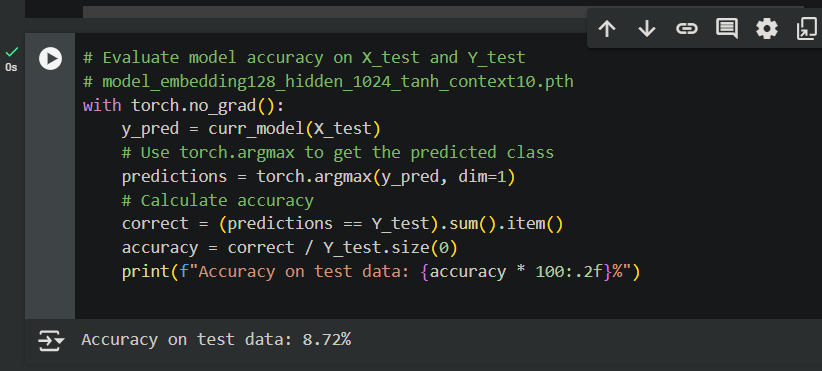 0s
# Evaluate model accuracy on X_test and Y_test
# model_embedding128_hidden_1024_tanh_context10.pth
with torch.no_grad():
    y_pred = curr_model(X_test)
    # Use torch.argmax to get the predicted class
    predictions = torch.argmax(y_pred, dim=1)
    # Calculate accuracy
    correct = (predictions == Y_test).sum().item()
    accuracy = correct / Y_test.size(0)
    print(f"Accuracy on test data: {accuracy * 100:.2f}%")
Accuracy on test data: 8.72%